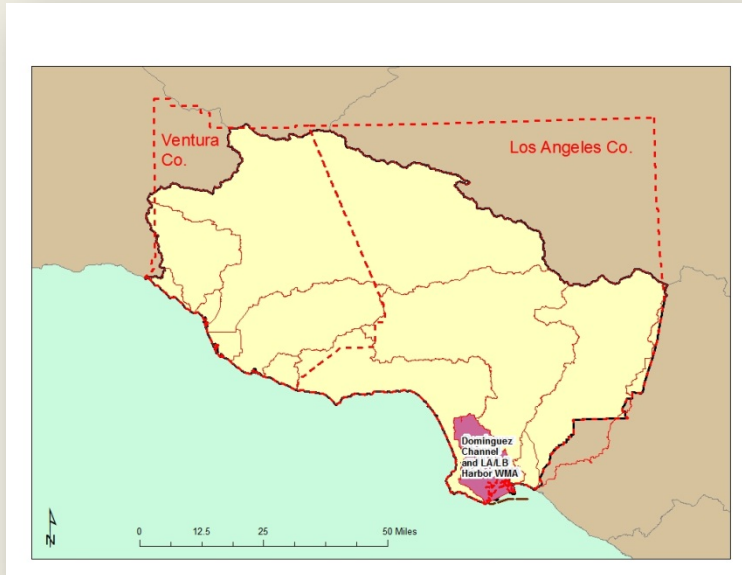 Ventura
Co.
Los Angeles Co.
Dominguez
Channel
and LA/LB
Harbor WMA
N
0 12.5 25 50 Miles